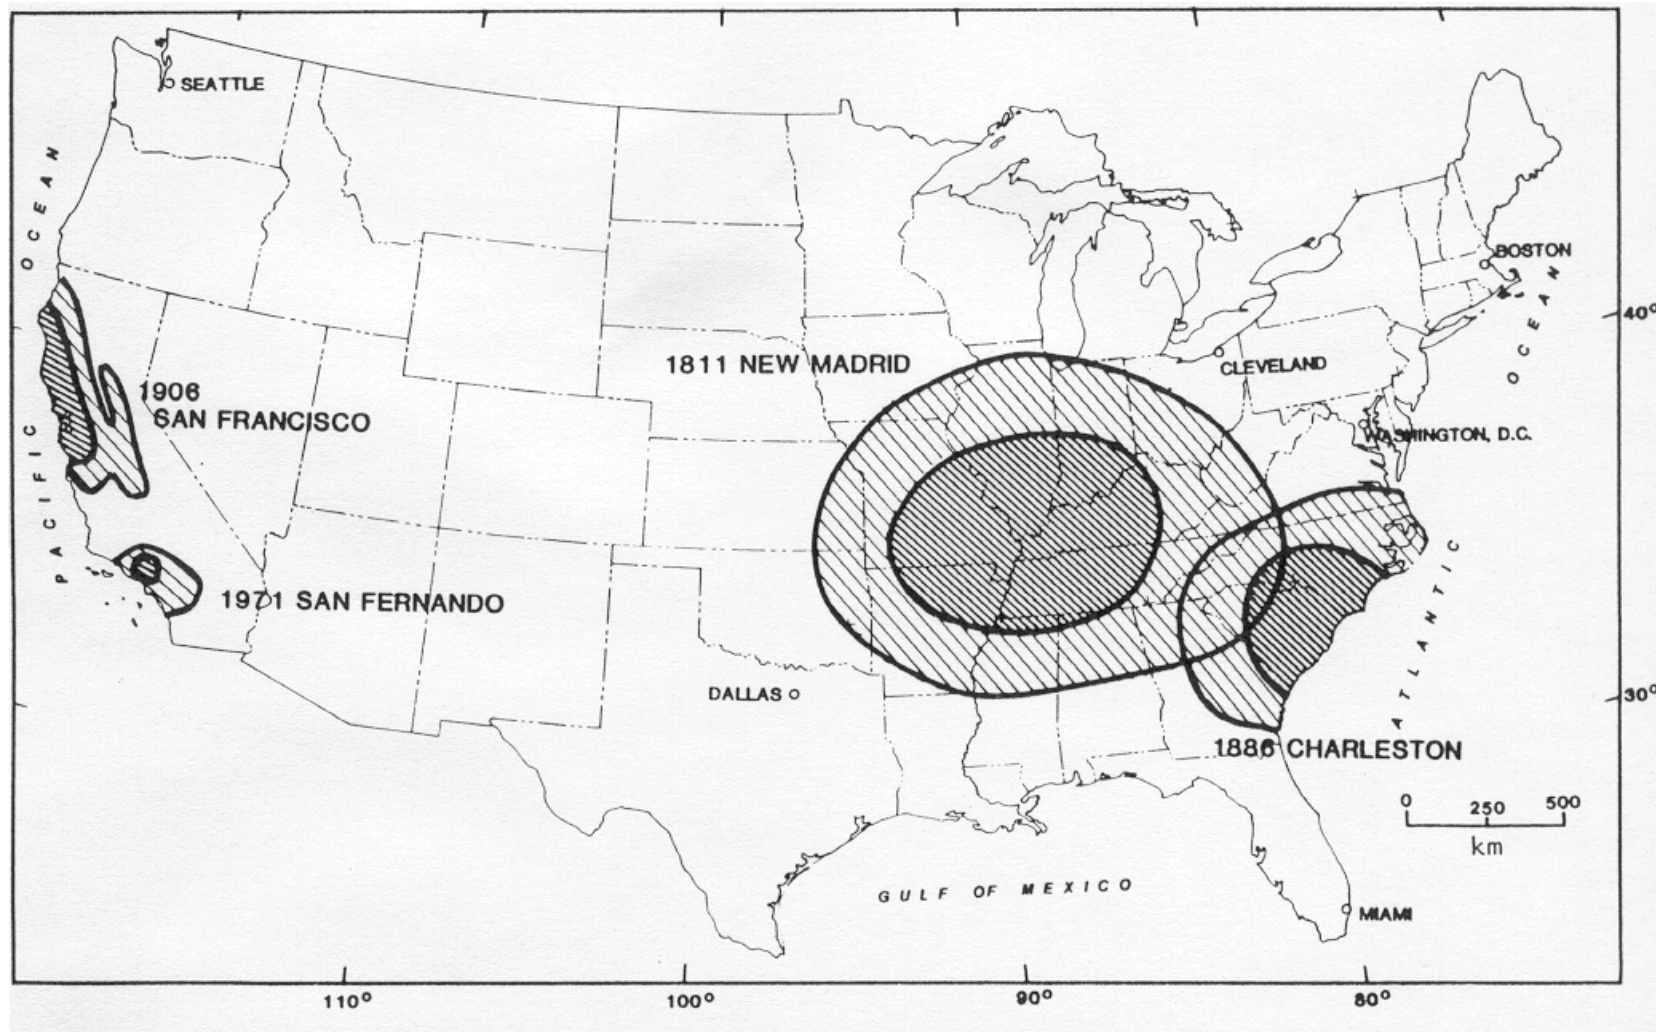 SEATTLE
PACIFIC OCEAN
BOSTON
40°
CLEVELAND
1811 NEW MADRID
1906
SAN FRANCISCO
WASHINGTON, D.C.
ATLANTIC OCEAN
1971 SAN FERNANDO
DALLAS
30°
1886 CHARLESTON
0 250 500
km
GULF OF MEXICO
MIAMI
110° 100° 90° 80°